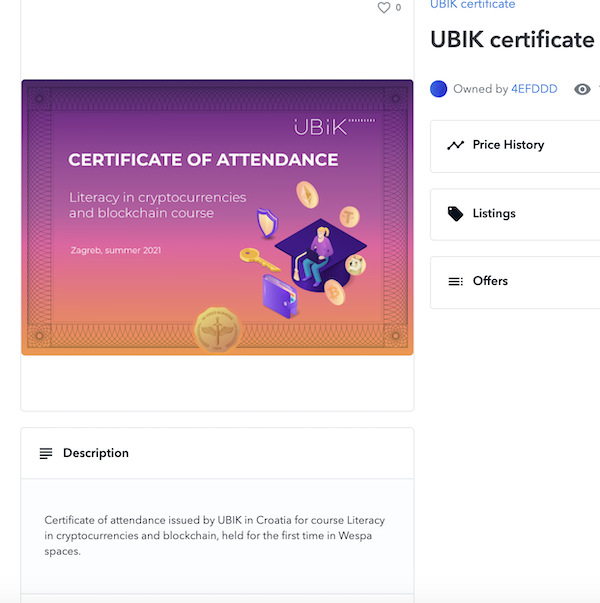 0
UBIK certificate
UBIK certificate
Owned by 4EFDDD
UBIK
CERTIFICATE OF ATTENDANCE
Literacy in cryptocurrencies
and blockchain course
Zagreb, summer 2021
Price History
Listings
Offers
Description
Certificate of attendance issued by UBIK in Croatia for course Literacy
in cryptocurrencies and blockchain, held for the first time in Wespa
spaces.